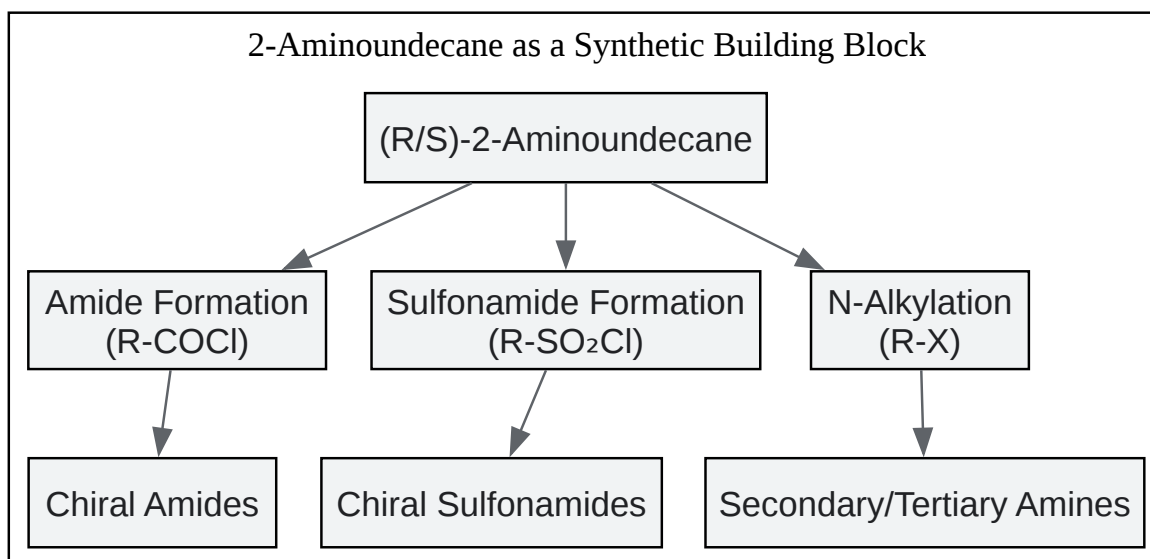 2-Aminoundecane as a Synthetic Building Block
(R/S)-2-Aminoundecane
Amide Formation
(R-COCl)
Sulfonamide Formation
(R-SO₂Cl)
N-Alkylation
(R-X)
Chiral Amides
Chiral Sulfonamides
Secondary/Tertiary Amines